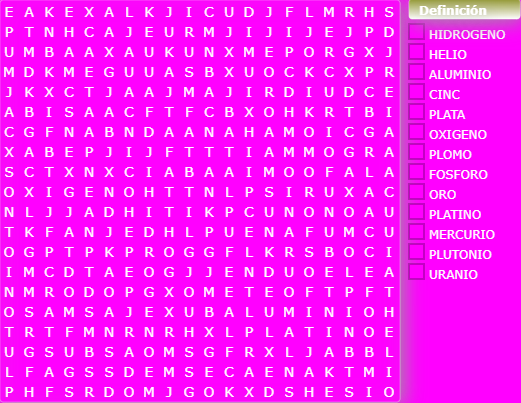 E A K E X A L K J I C U D J F L M R H S
P T N H C A J E U R M J I J I J E J P D
U M B A A X A U K U N X M E P O R G X J
M D K M E G U U A S B X U O C K C X P R
J K X C T J A A J M A J I R D I U D C E
A B I S A A C F T F C B X O H K R T B I
C G F N A B N D A A N A H A M O I C G A
X A B E P J I J F T T T I A M M O G R A
S C T X N X C I A B A A I M O O F A L A
O X I G E N O H T T N L P S I R U X A C
N L J J A D H I T I K P C U N O N O A U
T K F A N J E D H L P U E N A F U M C U
O G P T P K P R O G G F L K R S B O C I
I M C D T A E O G J J E N D U O E L E A
N M R O D O P G X O M E T E O F T P F T
O S A M S A J E X U B A L U M I N I O H
T R T F M N R N R H X L P L A T I N O E
U G S U B S A O M S G F R X L J A B B L
L F A G S S D E M S E C A E N A K T M I
P H F S R D O M J G O K X D S H E S I O
Definición
HIDROGENO
HELIO
ALUMINIO
CINC
PLATA
OXIGENO
PLOMO
FOSFORO
ORO
PLATINO
MERCURIO
PLUTONIO
URANIO